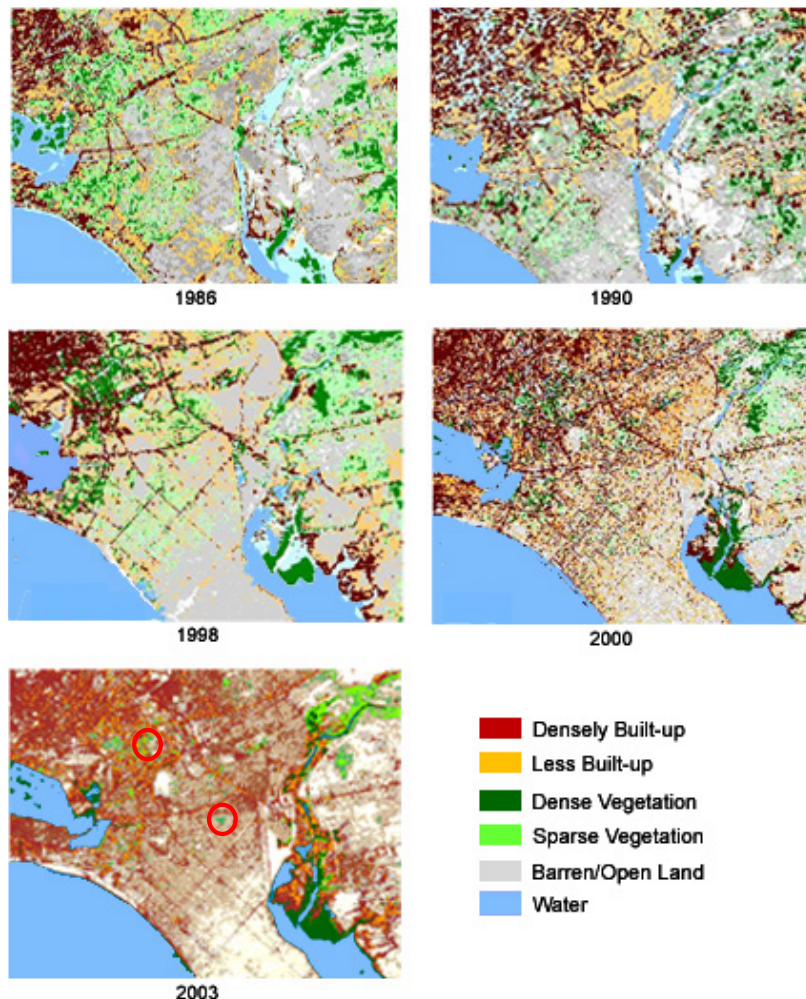 1986
1990
1998
2000
Densely Built-up
Less Built-up
Dense Vegetation
Sparse Vegetation
Barren/Open Land
Water
2003